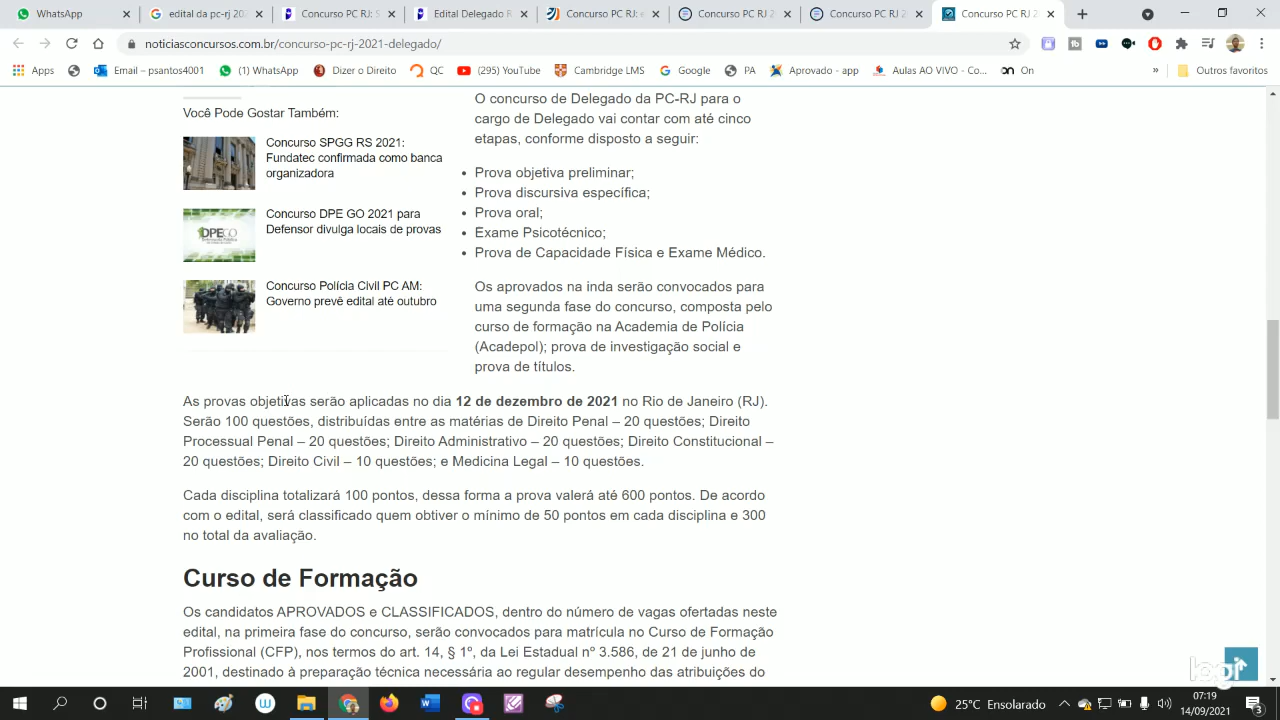 WhatsApp
edital da pc-rj 20
Concurso PC RJ: S
Edital Delegado F
Concurso PC RJ: e
Concurso PC RJ 2
Concurso PC RJ 2
Concurso PC RJ 2
noticiasconcursos.com.br/concurso-pc-rj-2021-delegado/
Apps
Email – psantos4001
(1) WhatsApp
Dizer o Direito
QC
(295) YouTube
Cambridge LMS
Google
PA
Aprovado - app
Aulas AO VIVO - Co...
On
»
Outros favoritos
Você Pode Gostar Também:
Concurso SPGG RS 2021:
Fundatec confirmada como banca
organizadora
Concurso DPE GO 2021 para
Defensor divulga locais de provas
Concurso Polícia Civil PC AM:
Governo prevê edital até outubro
O concurso de Delegado da PC-RJ para o
cargo de Delegado vai contar com até cinco
etapas, conforme disposto a seguir:
• Prova objetiva preliminar;
• Prova discursiva específica;
• Prova oral;
• Exame Psicotécnico;
• Prova de Capacidade Física e Exame Médico.
Os aprovados na inda serão convocados para
uma segunda fase do concurso, composta pelo
curso de formação na Academia de Polícia
(Acadepol); prova de investigação social e
prova de títulos.
As provas objetivas serão aplicadas no dia 12 de dezembro de 2021 no Rio de Janeiro (RJ).
Serão 100 questões, distribuídas entre as matérias de Direito Penal – 20 questões; Direito
Processual Penal – 20 questões; Direito Administrativo – 20 questões; Direito Constitucional –
20 questões; Direito Civil – 10 questões; e Medicina Legal – 10 questões.
Cada disciplina totalizará 100 pontos, dessa forma a prova valerá até 600 pontos. De acordo
com o edital, será classificado quem obtiver o mínimo de 50 pontos em cada disciplina e 300
no total da avaliação.
Curso de Formação
Os candidatos APROVADOS e CLASSIFICADOS, dentro do número de vagas ofertadas neste
edital, na primeira fase do concurso, serão convocados para matrícula no Curso de Formação
Profissional (CFP), nos termos do art. 14, § 1º, da Lei Estadual nº 3.586, de 21 de junho de
2001, destinado à preparação técnica necessária ao regular desempenho das atribuições do
logi
25°C Ensolarado
07:19
14/09/2021